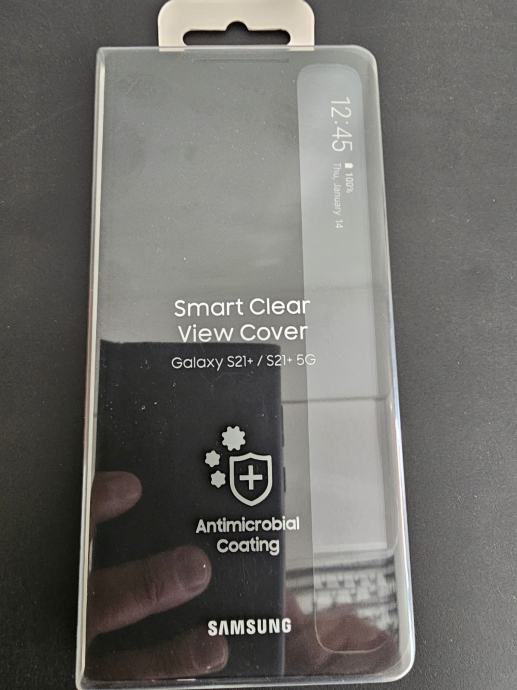 12:45
100%
Thu, January 14
Smart Clear
View Cover
Galaxy S21+ / S21+ 5G
Antimicrobial
Coating
SAMSUNG